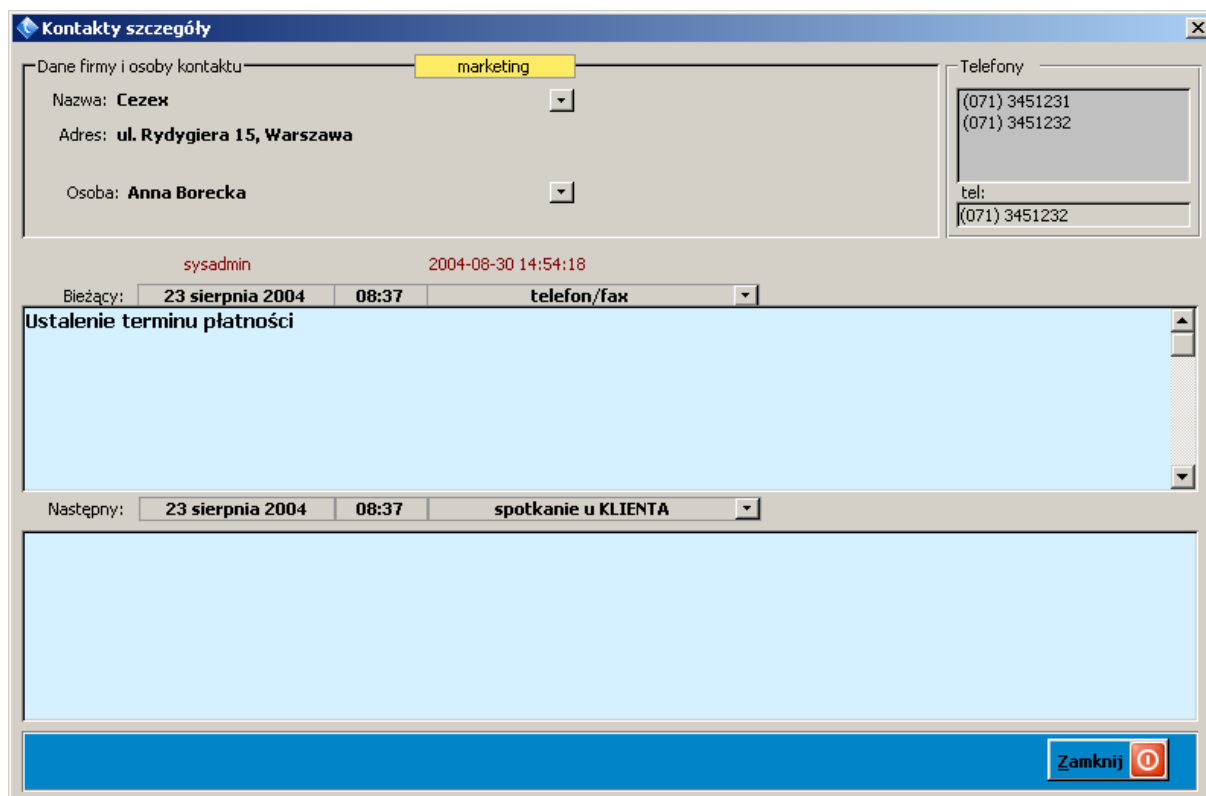 Kontakty szczegóły
Dane firmy i osoby kontaktu
marketing
Nazwa: Cezex
Adres: ul. Rydygiera 15, Warszawa
Osoba: Anna Borecka
Telefony
(071) 3451231
(071) 3451232
tel:
(071) 3451232
sysadmin 2004-08-30 14:54:18
Bieżący: 23 sierpnia 2004 08:37 telefon/fax
Ustalenie terminu płatności
Następny: 23 sierpnia 2004 08:37 spotkanie u KLIENTA
Zamknij